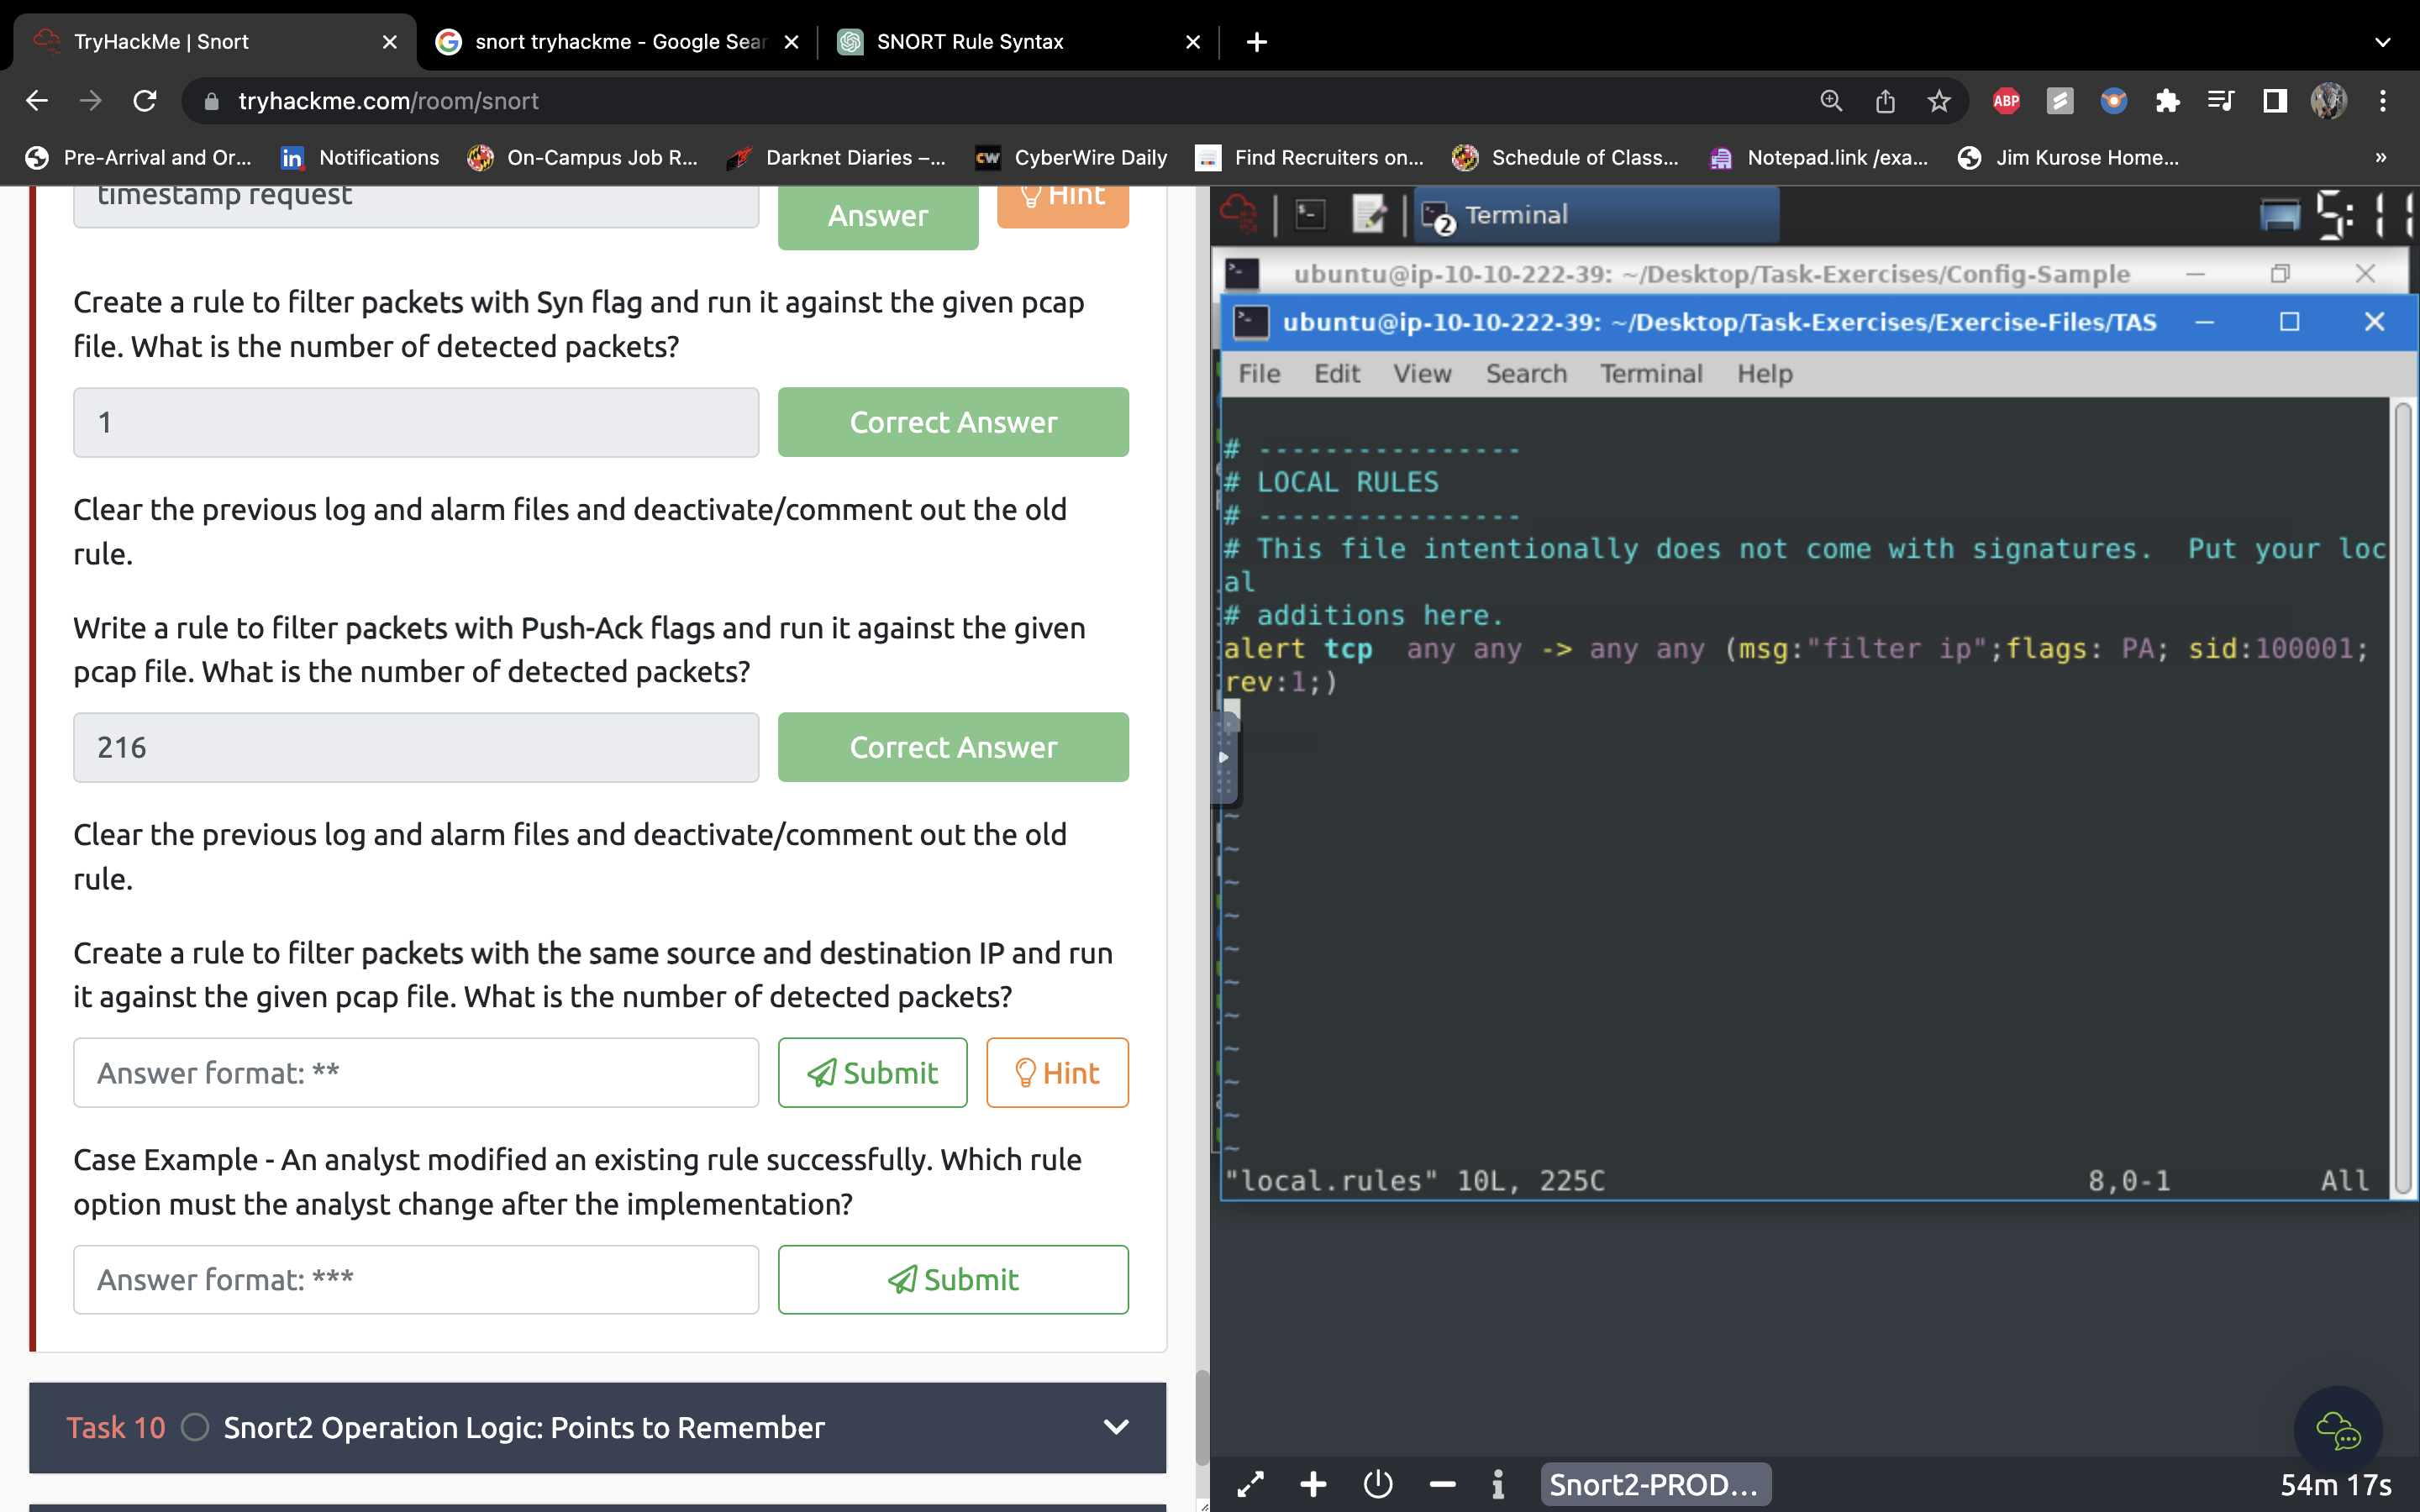 TryHackMe | Snort
snort tryhackme - Google Sear
SNORT Rule Syntax
tryhackme.com/room/snort
ABP
Pre-Arrival and Or...
in Notifications
On-Campus Job R...
Darknet Diaries –...
CW CyberWire Daily
Find Recruiters on...
Schedule of Class...
Notepad.link /exa...
Jim Kurose Home...
»
timestamp request
Answer
Hint
Create a rule to filter packets with Syn flag and run it against the given pcap
file. What is the number of detected packets?
1
Correct Answer
Clear the previous log and alarm files and deactivate/comment out the old
rule.
Write a rule to filter packets with Push-Ack flags and run it against the given
pcap file. What is the number of detected packets?
216
Correct Answer
Clear the previous log and alarm files and deactivate/comment out the old
rule.
Create a rule to filter packets with the same source and destination IP and run
it against the given pcap file. What is the number of detected packets?
Answer format: **
Submit
Hint
Case Example - An analyst modified an existing rule successfully. Which rule
option must the analyst change after the implementation?
Answer format: ***
Submit
Task 10 Snort2 Operation Logic: Points to Remember
2 Terminal
5:11
ubuntu@ip-10-10-222-39: ~/Desktop/Task-Exercises/Config-Sample
ubuntu@ip-10-10-222-39: ~/Desktop/Task-Exercises/Exercise-Files/TAS
File Edit View Search Terminal Help
# ----------------
# LOCAL RULES
# ----------------
# This file intentionally does not come with signatures.  Put your loc
al
# additions here.
alert tcp  any any -> any any (msg:"filter ip";flags: PA; sid:100001;
rev:1;)
~
~
~
~
~
~
~
~
~
~
~
"local.rules" 10L, 225C 8,0-1 All
Snort2-PROD...
54m 17s